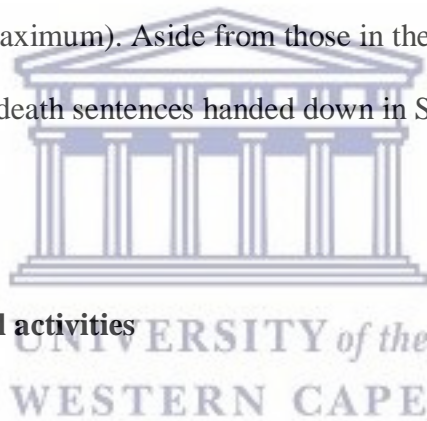 aximum). Aside from those in the
death sentences handed down in S
l activities
UNIVERSITY of the
WESTERN CAPE